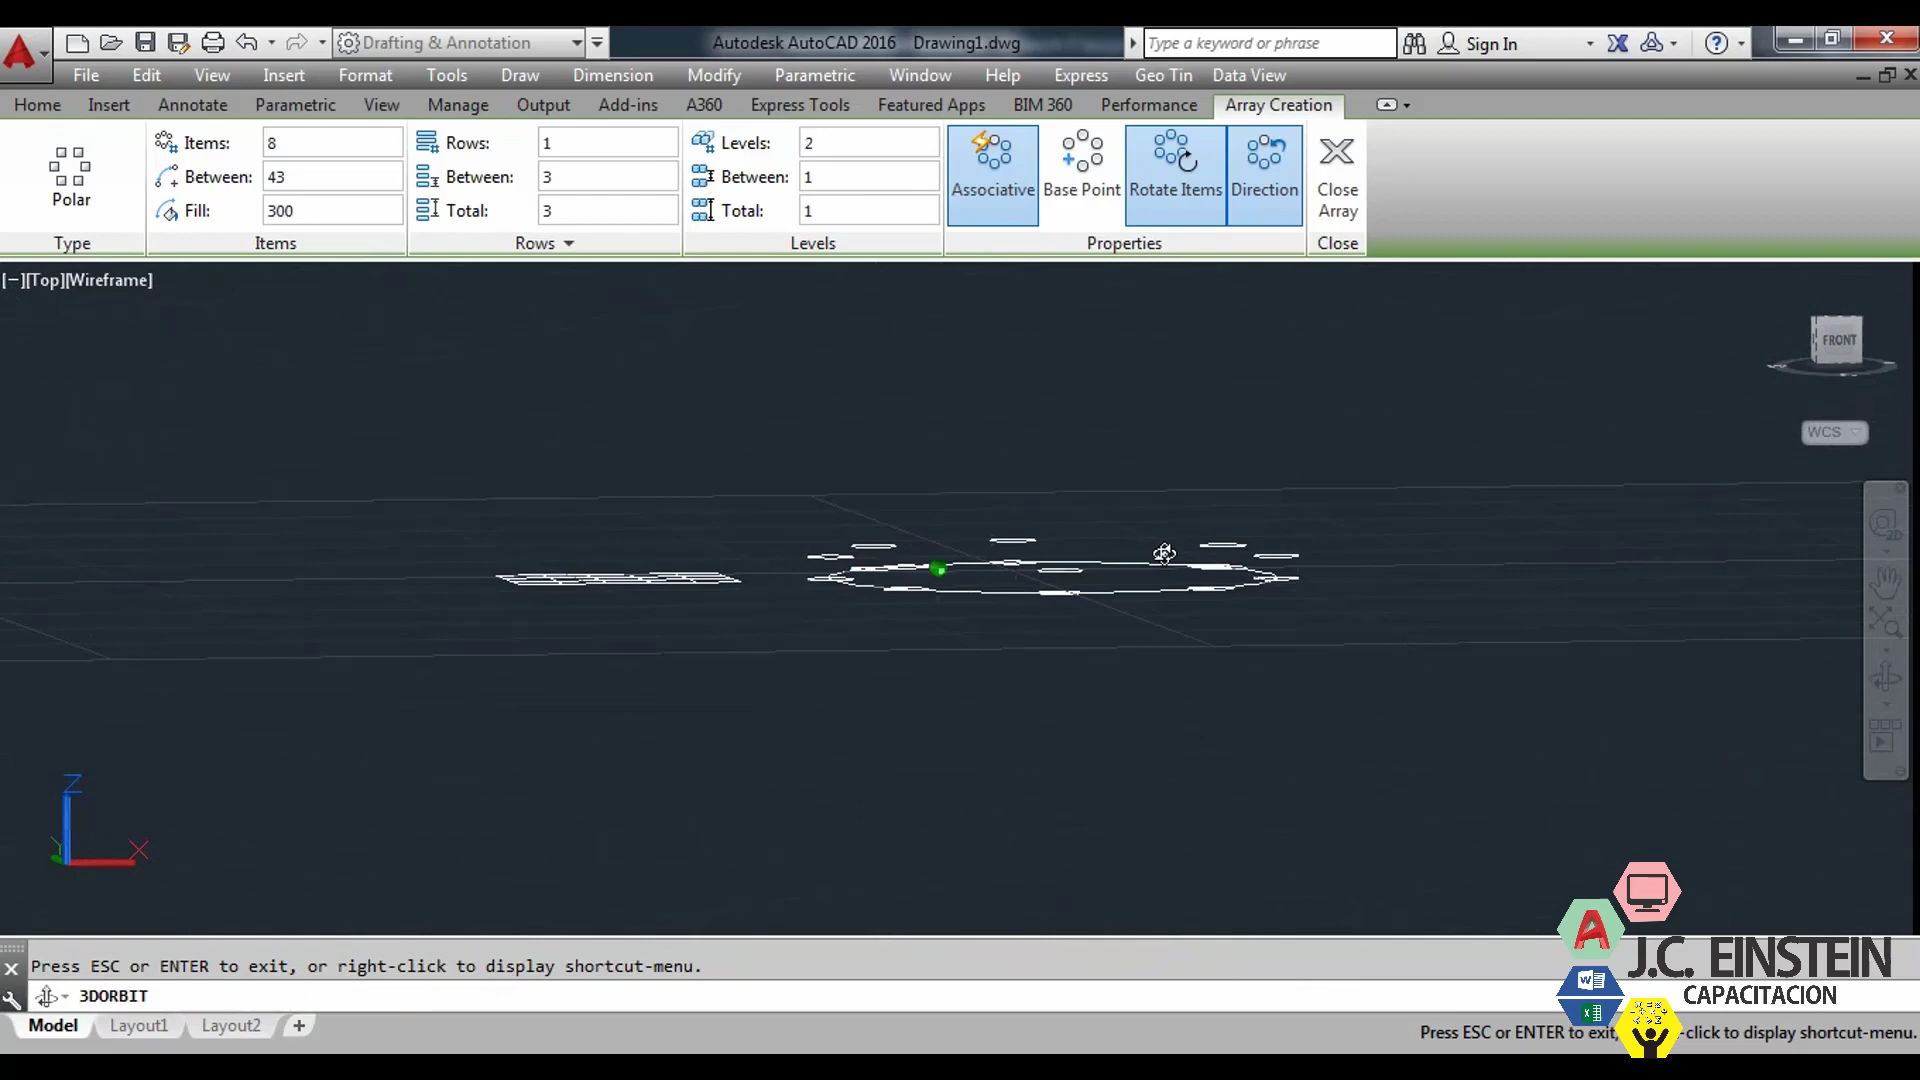 Drafting & Annotation
Autodesk AutoCAD 2016 Drawing1.dwg
Type a keyword or phrase
Sign In
File Edit View Insert Format Tools Draw Dimension Modify Parametric Window Help Express Geo Tin Data View
Home Insert Annotate Parametric View Manage Output Add-ins A360 Express Tools Featured Apps BIM 360 Performance Array Creation
Items: 8 Rows: 1 Levels: 2
Between: 43 Between: 3 Between: 1
Fill: 300 Total: 3 Total: 1
Polar
Associative Base Point Rotate Items Direction Close Array
Type Items Rows Levels Properties Close
[−][Top][Wireframe]
FRONT
WCS
2D
Z
Y
X
Press ESC or ENTER to exit, or right-click to display shortcut-menu.
3DORBIT
Model Layout1 Layout2 +
A
J.C. EINSTEIN
CAPACITACION
Press ESC or ENTER to exit, -click to display shortcut-menu.